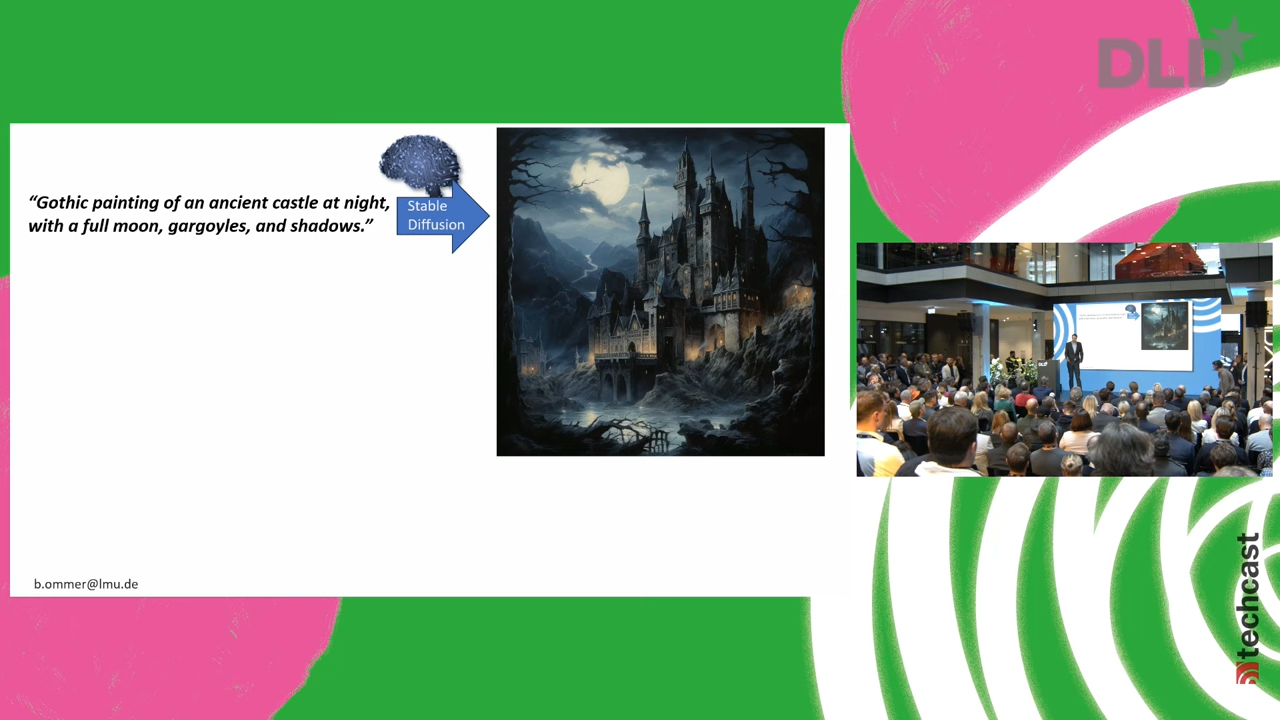 DLD
“Gothic painting of an ancient castle at night,
with a full moon, gargoyles, and shadows.”
Stable
Diffusion
b.ommer@lmu.de
techcast